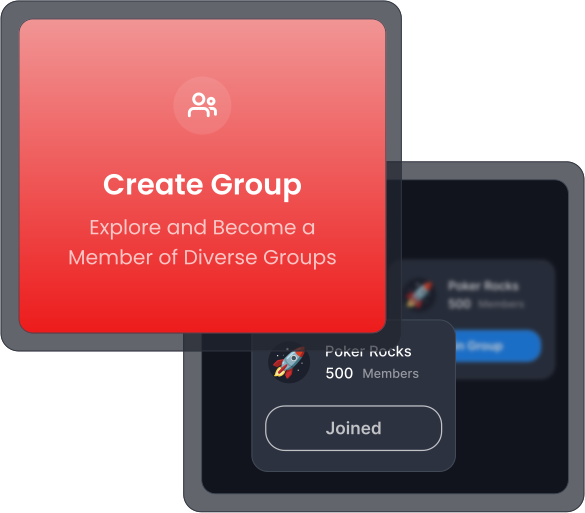 Create Group
Explore and Become a
Member of Diverse Groups
Poker Rocks
500 Members
Group
Poker Rocks
500 Members
Joined